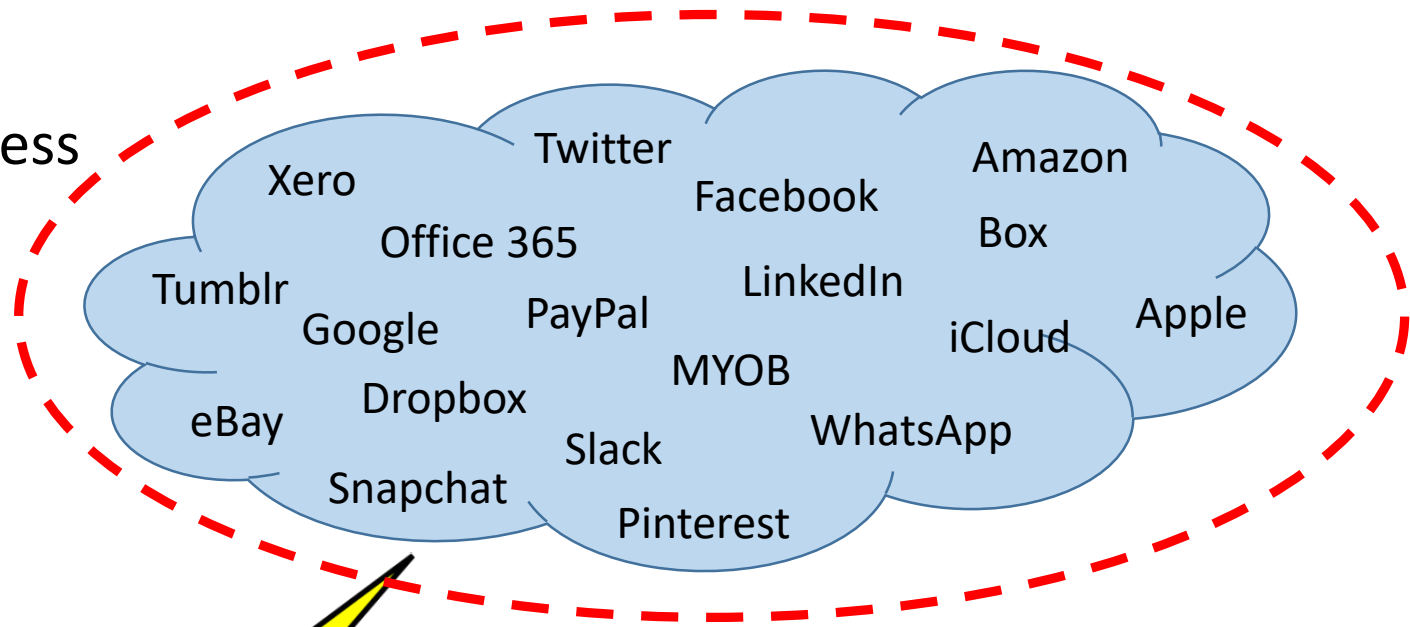 ess
Twitter
Amazon
Xero
Facebook
Office 365
Box
LinkedIn
Tumblr
PayPal
Apple
Google
iCloud
MYOB
Dropbox
eBay
WhatsApp
Slack
Snapchat
Pinterest